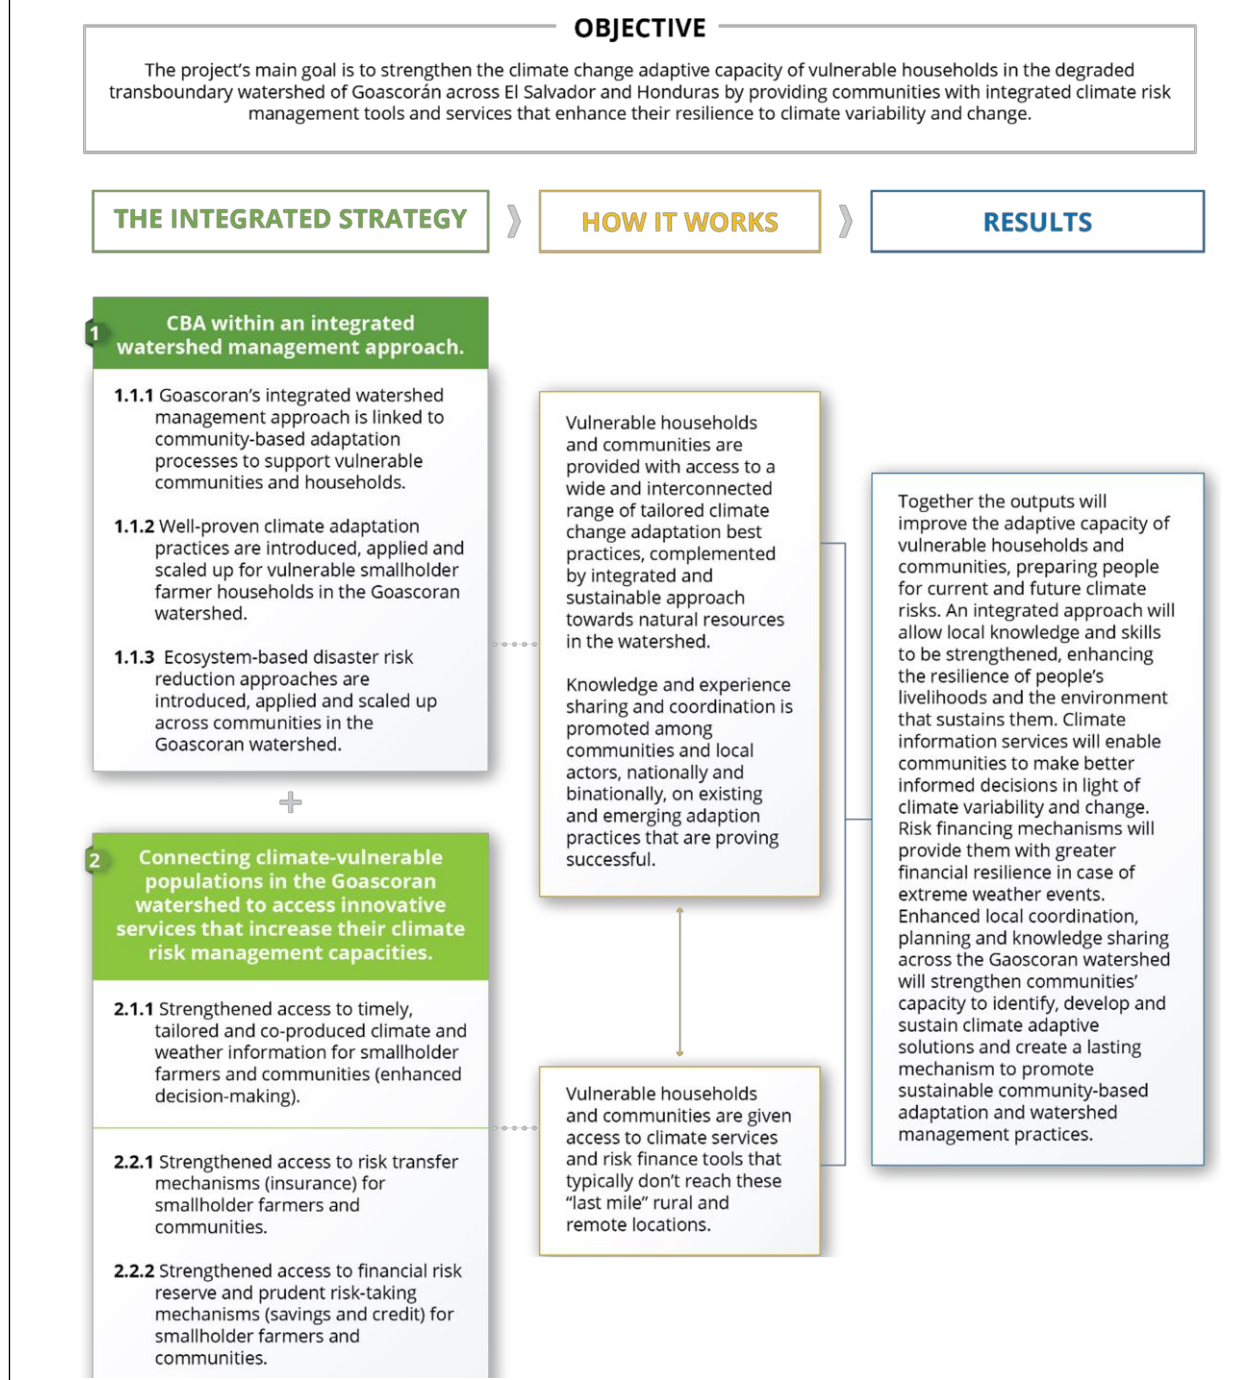 OBJECTIVE
The project's main goal is to strengthen the climate change adaptive capacity of vulnerable households in the degraded
transboundary watershed of Goascorán across El Salvador and Honduras by providing communities with integrated climate risk
management tools and services that enhance their resilience to climate variability and change.
THE INTEGRATED STRATEGY
HOW IT WORKS
RESULTS
1
CBA within an integrated
watershed management approach.
1.1.1 Goascoran's integrated watershed
management approach is linked to
community-based adaptation
processes to support vulnerable
communities and households.
1.1.2 Well-proven climate adaptation
practices are introduced, applied and
scaled up for vulnerable smallholder
farmer households in the Goascoran
watershed.
1.1.3 Ecosystem-based disaster risk
reduction approaches are
introduced, applied and scaled up
across communities in the
Goascoran watershed.
+
2
Connecting climate-vulnerable
populations in the Goascoran
watershed to access innovative
services that increase their climate
risk management capacities.
2.1.1 Strengthened access to timely,
tailored and co-produced climate and
weather information for smallholder
farmers and communities (enhanced
decision-making).
2.2.1 Strengthened access to risk transfer
mechanisms (insurance) for
smallholder farmers and
communities.
2.2.2 Strengthened access to financial risk
reserve and prudent risk-taking
mechanisms (savings and credit) for
smallholder farmers and
communities.
Vulnerable households
and communities are
provided with access to a
wide and interconnected
range of tailored climate
change adaptation best
practices, complemented
by integrated and
sustainable approach
towards natural resources
in the watershed.
Knowledge and experience
sharing and coordination is
promoted among
communities and local
actors, nationally and
binationally, on existing
and emerging adaption
practices that are proving
successful.
Vulnerable households
and communities are given
access to climate services
and risk finance tools that
typically don't reach these
“last mile” rural and
remote locations.
Together the outputs will
improve the adaptive capacity of
vulnerable households and
communities, preparing people
for current and future climate
risks. An integrated approach will
allow local knowledge and skills
to be strengthened, enhancing
the resilience of people's
livelihoods and the environment
that sustains them. Climate
information services will enable
communities to make better
informed decisions in light of
climate variability and change.
Risk financing mechanisms will
provide them with greater
financial resilience in case of
extreme weather events.
Enhanced local coordination,
planning and knowledge sharing
across the Gaoscoran watershed
will strengthen communities'
capacity to identify, develop and
sustain climate adaptive
solutions and create a lasting
mechanism to promote
sustainable community-based
adaptation and watershed
management practices.